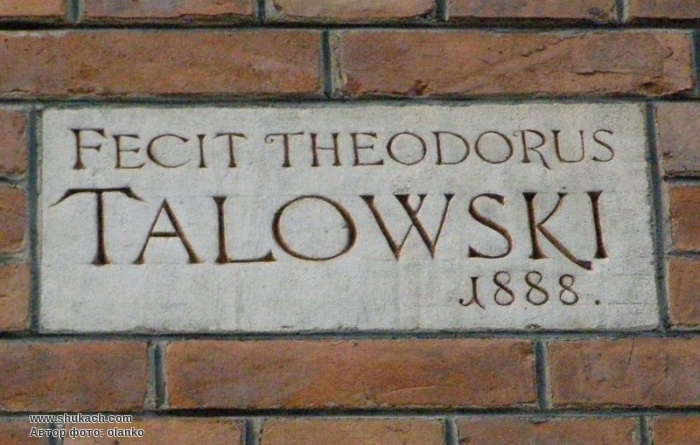 FECIT THEODORUS
TALOWSKI
1888.
www.shukach.com
Автор фото: olanko